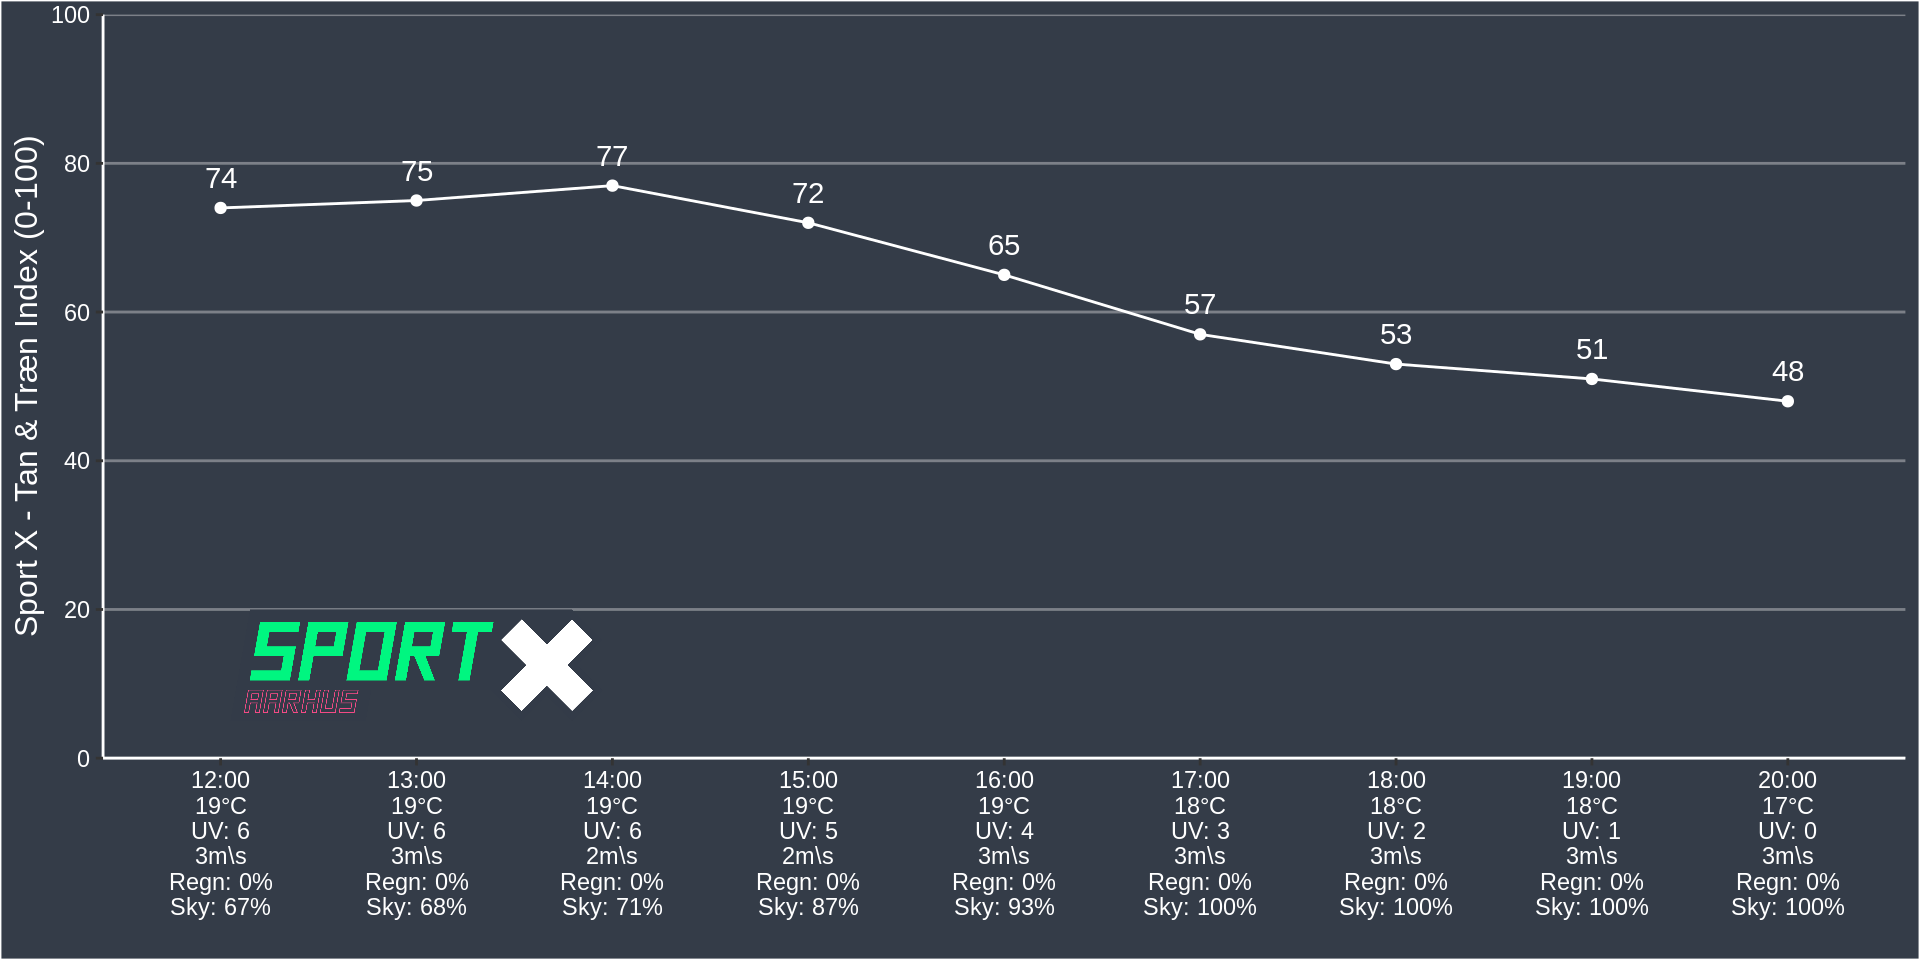 Sport X - Tan & Træn Index (0-100)
100
80
60
40
20
0
74
75
77
72
65
57
53
51
48
SPORT X
AARHUS
12:00 13:00 14:00 15:00 16:00 17:00 18:00 19:00 20:00
19°C 19°C 19°C 19°C 19°C 18°C 18°C 18°C 17°C
UV: 6 UV: 6 UV: 6 UV: 5 UV: 4 UV: 3 UV: 2 UV: 1 UV: 0
3m\s 3m\s 2m\s 2m\s 3m\s 3m\s 3m\s 3m\s 3m\s
Regn: 0% Regn: 0% Regn: 0% Regn: 0% Regn: 0% Regn: 0% Regn: 0% Regn: 0% Regn: 0%
Sky: 67% Sky: 68% Sky: 71% Sky: 87% Sky: 93% Sky: 100% Sky: 100% Sky: 100% Sky: 100%